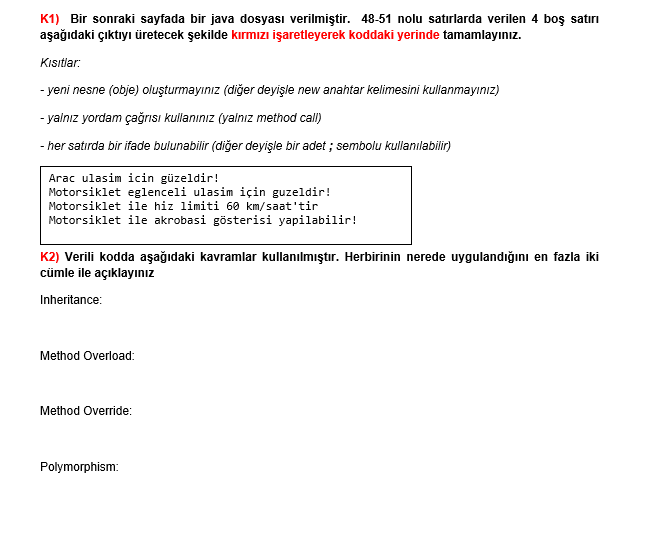 K1) Bir sonraki sayfada bir java dosyası verilmiştir. 48-51 nolu satırlarda verilen 4 boş satırı
aşağıdaki çıktıyı üretecek şekilde kırmızı işaretleyerek koddaki yerinde tamamlayınız.
Kısıtlar:
- yeni nesne (obje) oluşturmayınız (diğer deyişle new anahtar kelimesini kullanmayınız)
- yalnız yordam çağrısı kullanınız (yalnız method call)
- her satırda bir ifade bulunabilir (diğer deyişle bir adet ; sembolu kullanılabilir)
Arac ulasim icin güzeldir!
Motorsiklet eglenceli ulasim için guzeldir!
Motorsiklet ile hiz limiti 60 km/saat'tir
Motorsiklet ile akrobasi gösterisi yapilabilir!
K2) Verili kodda aşağıdaki kavramlar kullanılmıştır. Herbirinin nerede uygulandığını en fazla iki
cümle ile açıklayınız
Inheritance:
Method Overload:
Method Override:
Polymorphism: